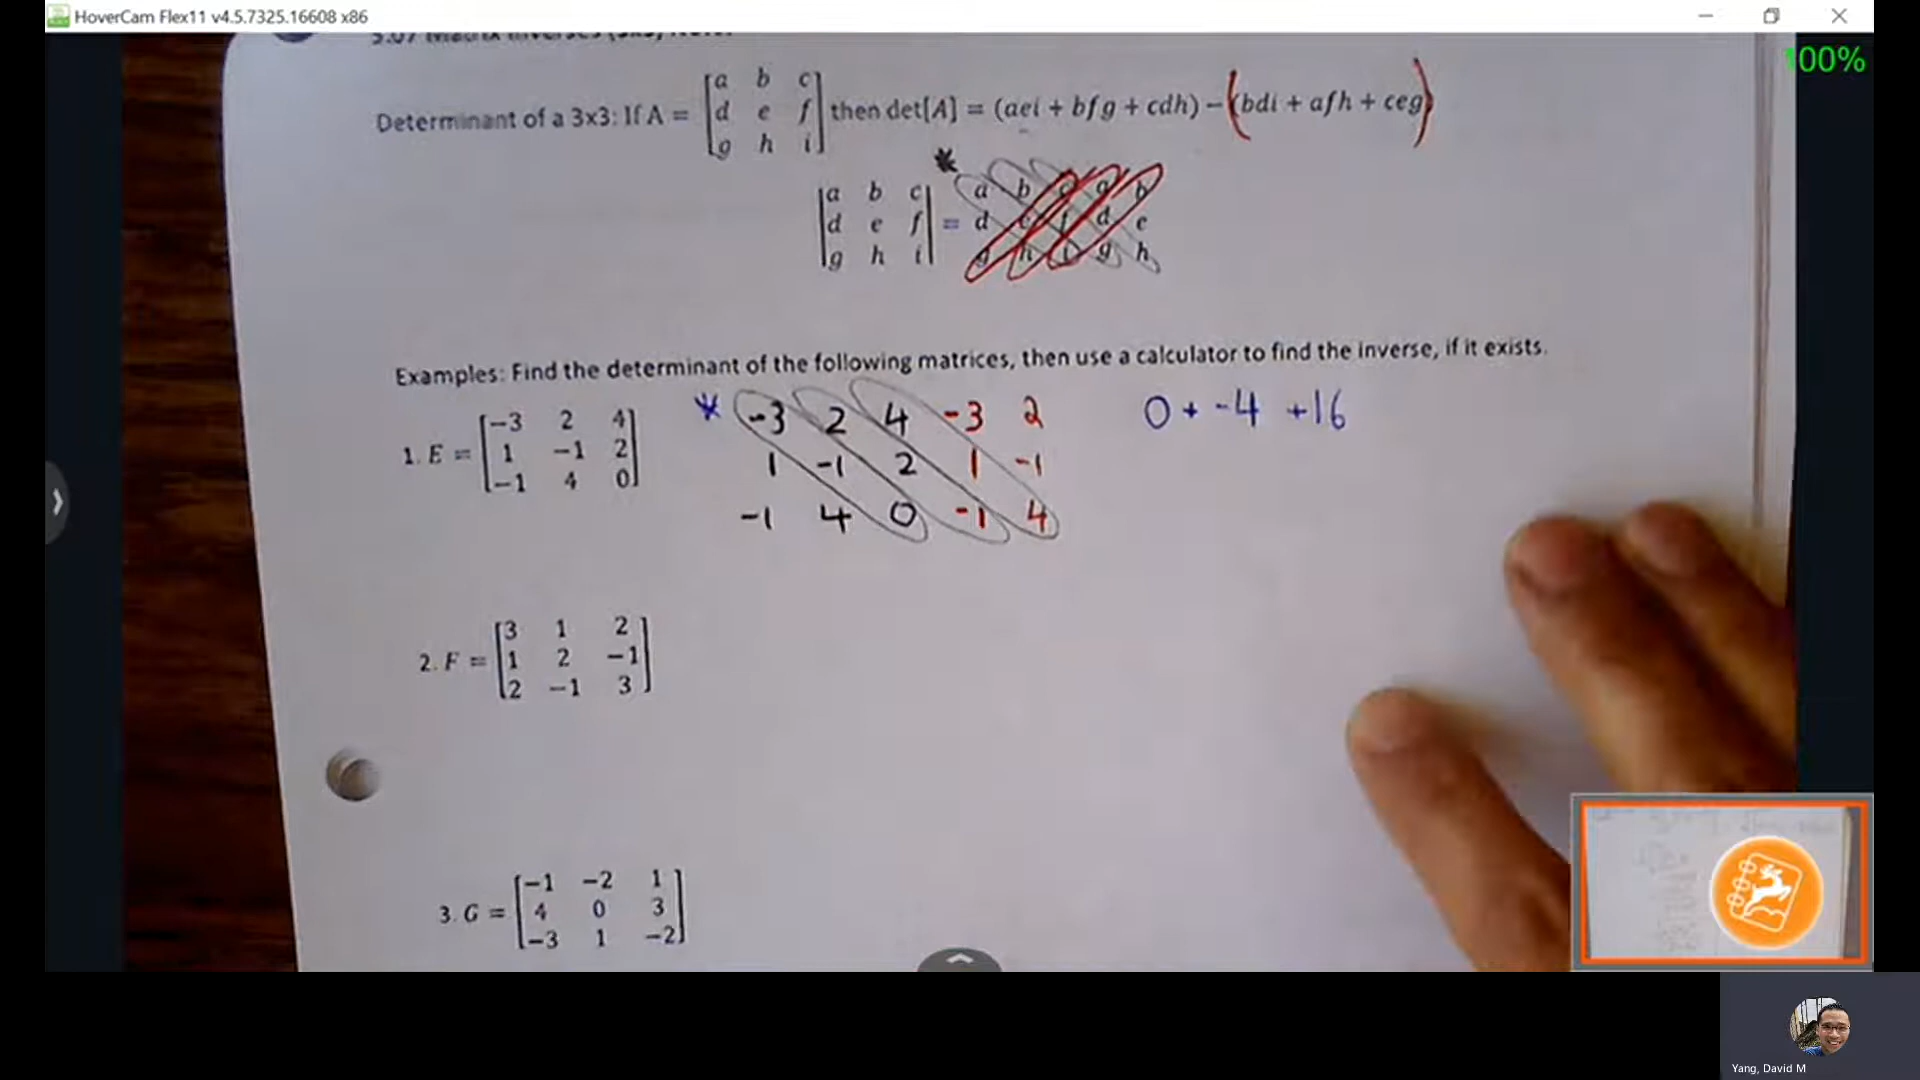 HoverCam Flex11 v4.5.7325.16608 x86
100%
Determinant of a 3x3: If A = [a b c
d e f
g h i] then det[A] = (aei + bfg + cdh) − (bdi + afh + ceg)
*
|a b c| a b c a b
|d e f| = d e f d e
|g h i| g h i g h
Examples: Find the determinant of the following matrices, then use a calculator to find the inverse, if it exists.
1. E = [−3 2 4
1 −1 2
−1 4 0]
* -3 2 4 -3 2
1 -1 2 1 -1
-1 4 0 -1 4
0 + -4 +16
2. F = [3 1 2
1 2 −1
2 −1 3]
3. G = [−1 −2 1
4 0 3
−3 1 −2]
Yang, David M